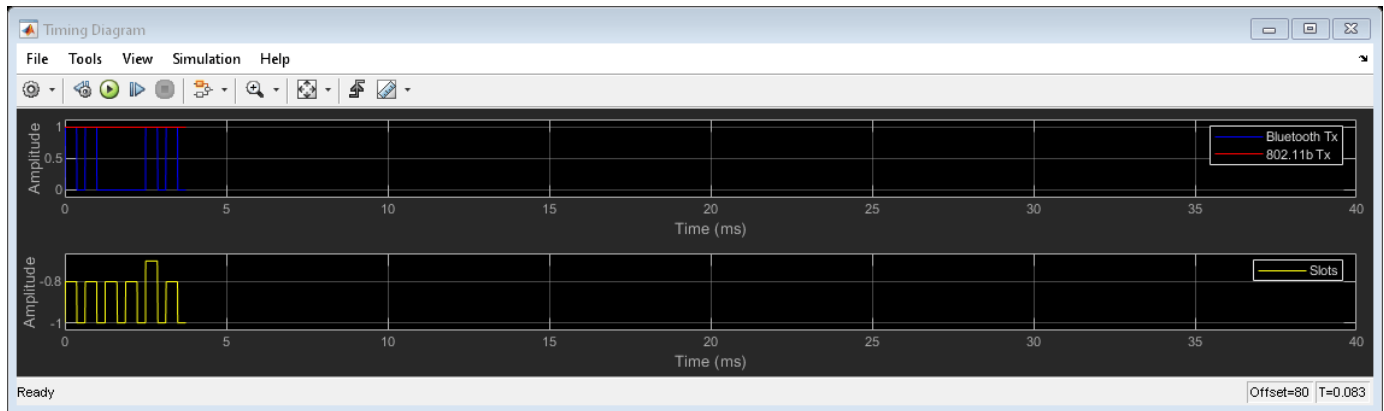 Timing Diagram
File Tools View Simulation Help
Amplitude
1
0.5
0
Bluetooth Tx
802.11b Tx
0 5 10 15 20 25 30 35 40
Time (ms)
Amplitude
-0.8
-1
Slots
0 5 10 15 20 25 30 35 40
Time (ms)
Ready Offset=80 T=0.083